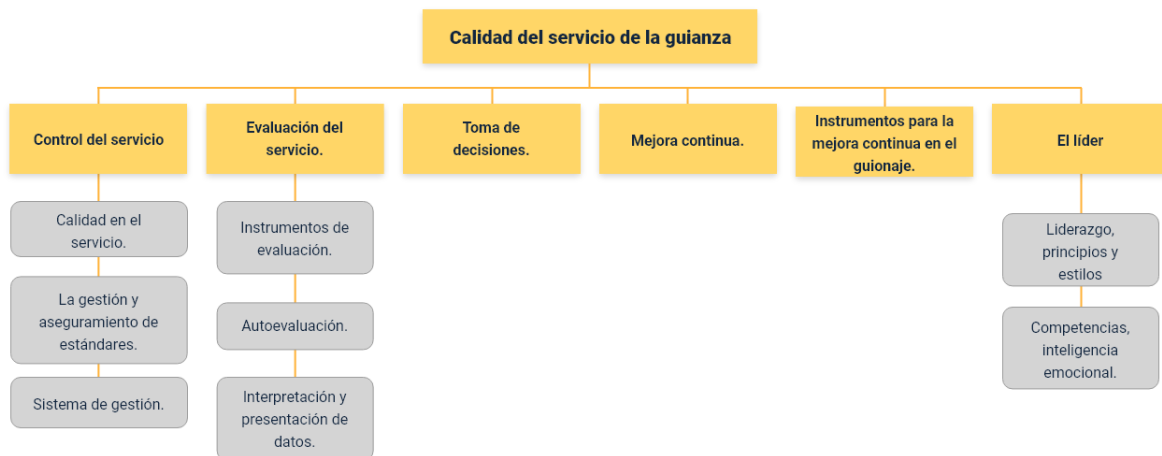 Calidad del servicio de la guianza
Control del servicio
Evaluación del
servicio.
Toma de
decisiones.
Mejora continua.
Instrumentos para la
mejora continua en el
guionaje.
El líder
Calidad en el
servicio.
La gestión y
aseguramiento de
estándares.
Sistema de gestión.
Instrumentos de
evaluación.
Autoevaluación.
Interpretación y
presentación de
datos.
Liderazgo,
principios y
estilos
Competencias,
inteligencia
emocional.